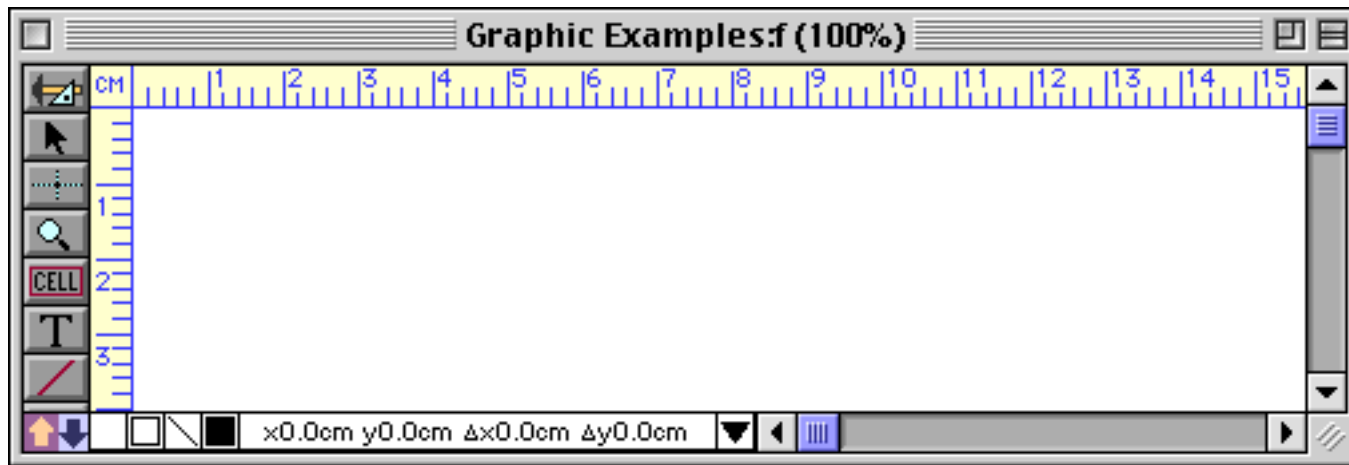 Graphic Examples:f (100%)
CM 1 2 3 4 5 6 7 8 9 10 11 12 13 14 15
1
CELL 2
T
3
x0.0cm y0.0cm Δx0.0cm Δy0.0cm